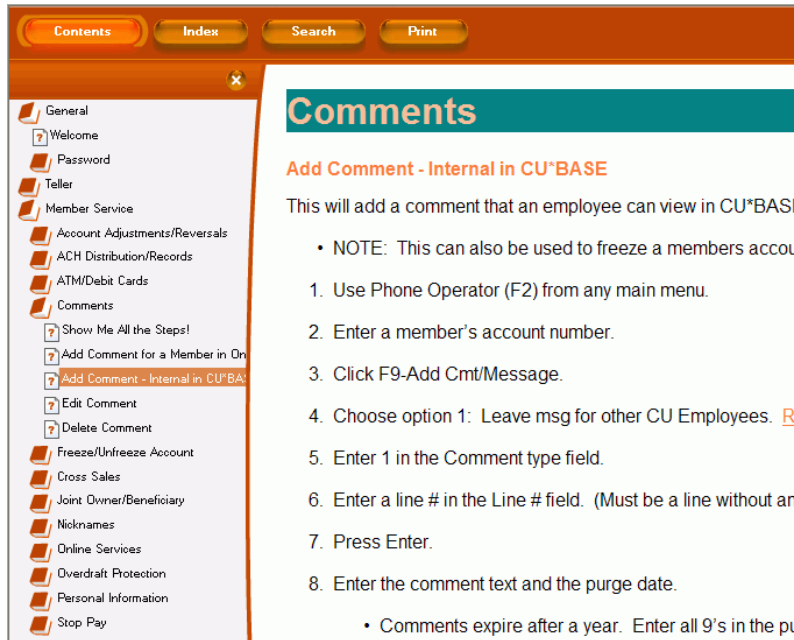 Contents
Index
Search
Print
General
Welcome
Password
Teller
Member Service
Account Adjustments/Reversals
ACH Distribution/Records
ATM/Debit Cards
Comments
Show Me All the Steps!
Add Comment for a Member in On
Add Comment - Internal in CU*BA
Edit Comment
Delete Comment
Freeze/Unfreeze Account
Cross Sales
Joint Owner/Beneficiary
Nicknames
Online Services
Overdraft Protection
Personal Information
Stop Pay
Comments
Add Comment - Internal in CU*BASE
This will add a comment that an employee can view in CU*BASE
• NOTE: This can also be used to freeze a members accou
1. Use Phone Operator (F2) from any main menu.
2. Enter a member's account number.
3. Click F9-Add Cmt/Message.
4. Choose option 1: Leave msg for other CU Employees. R
5. Enter 1 in the Comment type field.
6. Enter a line # in the Line # field. (Must be a line without an
7. Press Enter.
8. Enter the comment text and the purge date.
• Comments expire after a year. Enter all 9's in the pu